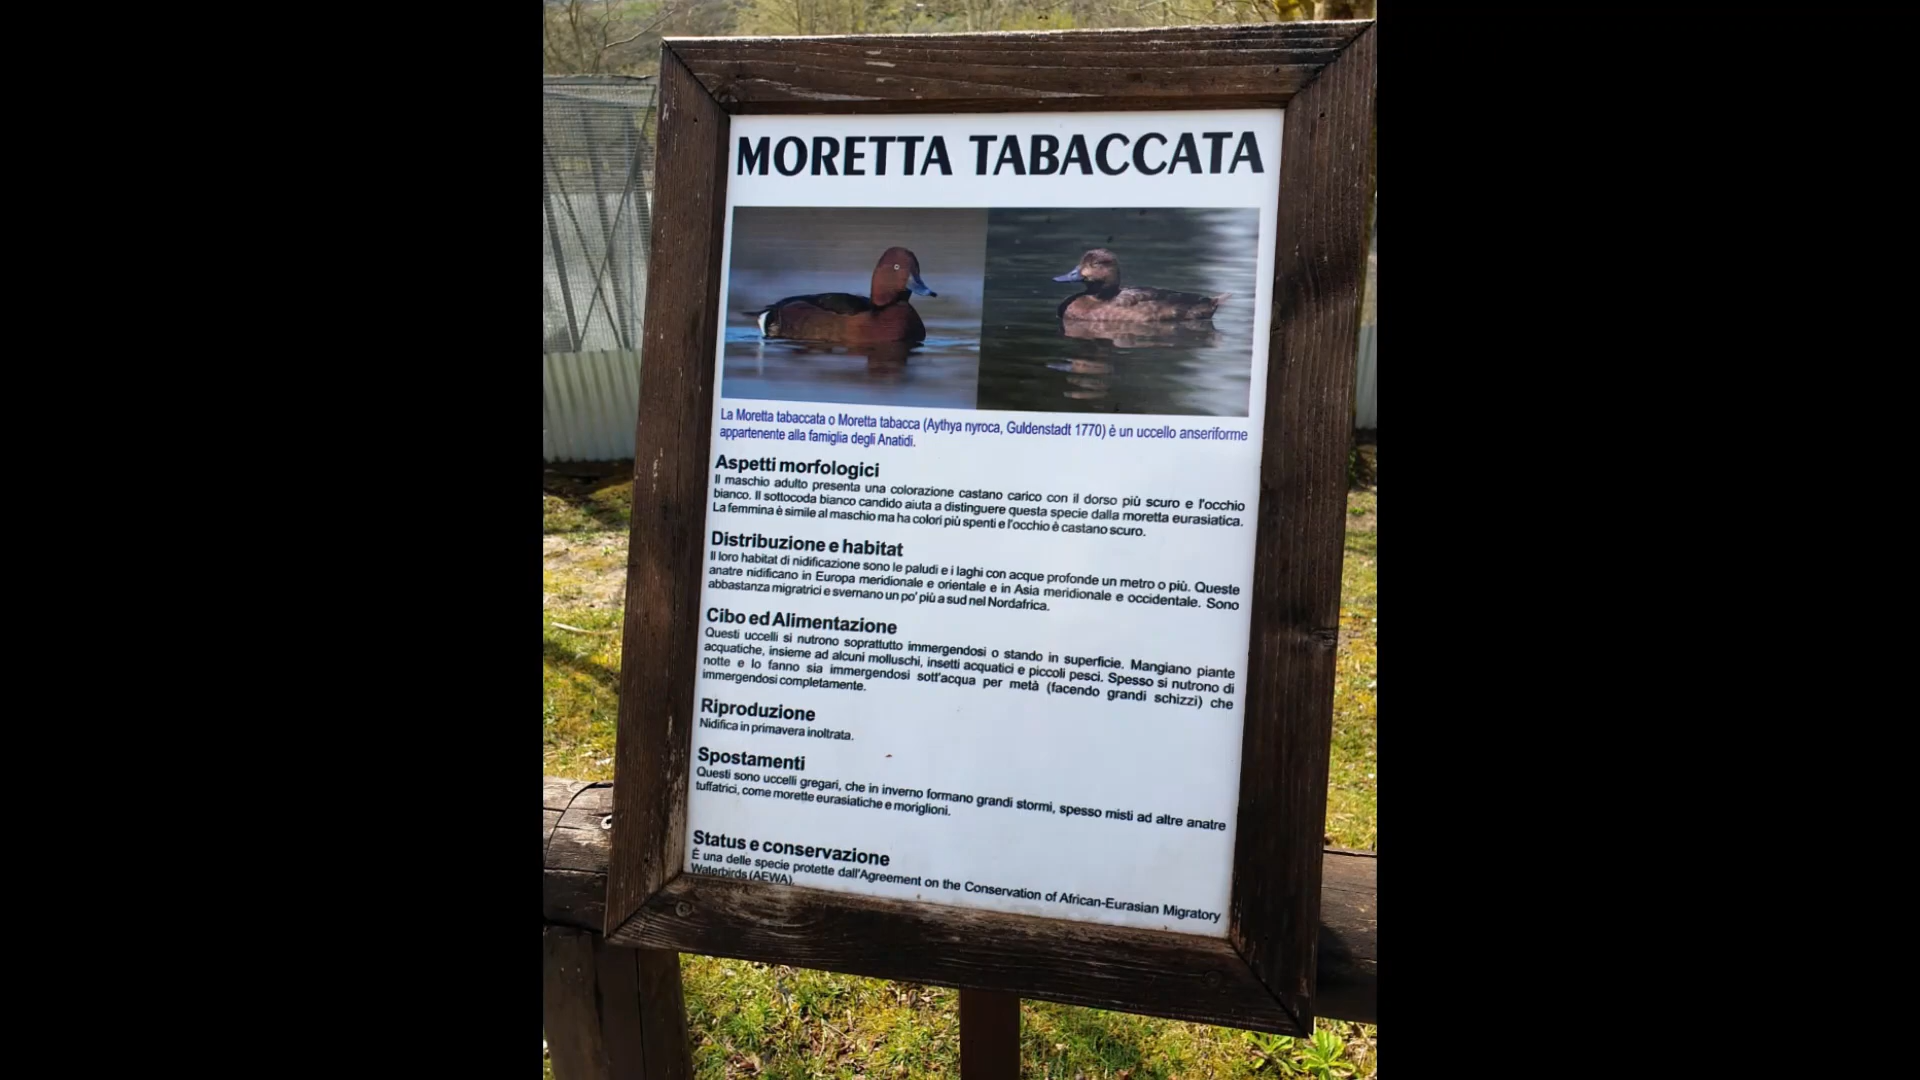 MORETTA TABACCATA
La Moretta tabaccata o Moretta tabacca (Aythya nyroca, Guldenstadt 1770) è un uccello anseriforme
appartenente alla famiglia degli Anatidi.
Aspetti morfologici
Il maschio adulto presenta una colorazione castano carico con il dorso più scuro e l'occhio
bianco. Il sottocoda bianco candido aiuta a distinguere questa specie dalla moretta eurasiatica.
La femmina è simile al maschio ma ha colori più spenti e l'occhio è castano scuro.
Distribuzione e habitat
Il loro habitat di nidificazione sono le paludi e i laghi con acque profonde un metro o più. Queste
anatre nidificano in Europa meridionale e orientale e in Asia meridionale e occidentale. Sono
abbastanza migratrici e svernano un po' più a sud nel Nordafrica.
Cibo ed Alimentazione
Questi uccelli si nutrono soprattutto immergendosi o stando in superficie. Mangiano piante
acquatiche, insieme ad alcuni molluschi, insetti acquatici e piccoli pesci. Spesso si nutrono di
notte e lo fanno sia immergendosi sott'acqua per metà (facendo grandi schizzi) che
immergendosi completamente.
Riproduzione
Nidifica in primavera inoltrata.
Spostamenti
Questi sono uccelli gregari, che in inverno formano grandi stormi, spesso misti ad altre anatre
tuffatrici, come morette eurasiatiche e moriglioni.
Status e conservazione
È una delle specie protette dall'Agreement on the Conservation of African-Eurasian Migratory
Waterbirds (AEWA).